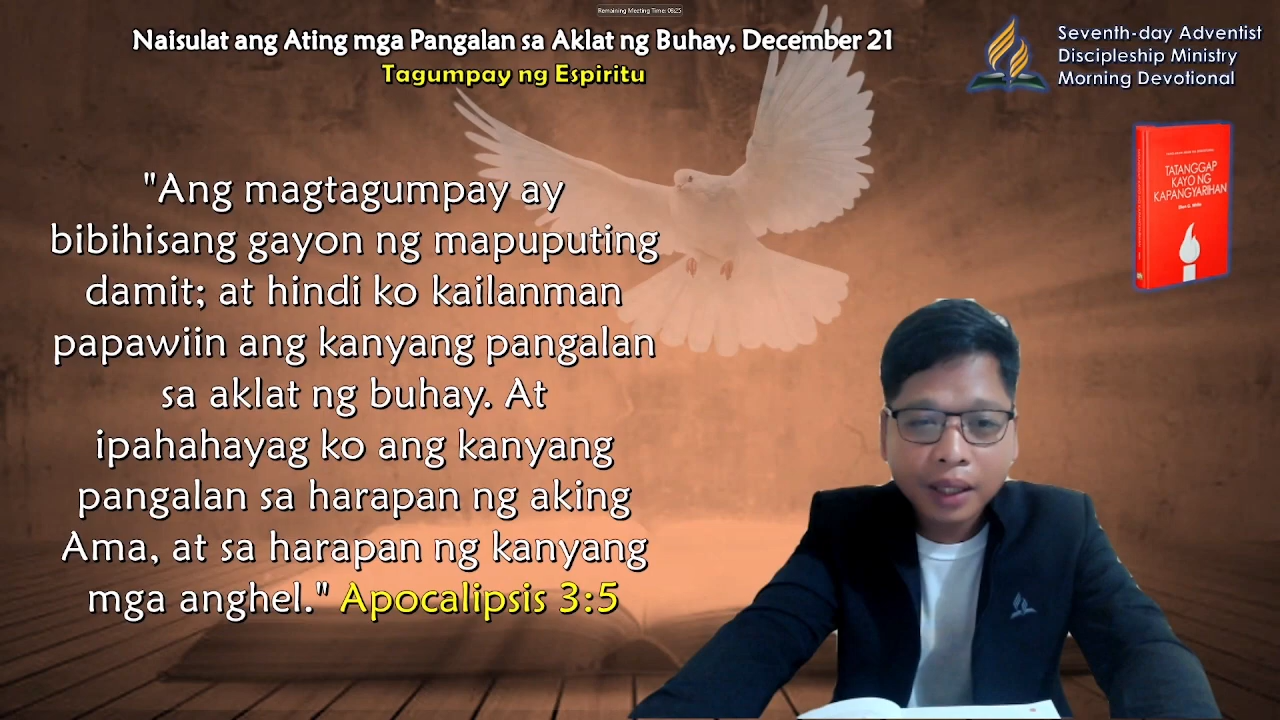 Remaining Meeting Time: 08:25
Naisulat ang Ating mga Pangalan sa Aklat ng Buhay, December 21
Tagumpay ng Espiritu
Seventh-day Adventist
Discipleship Ministry
Morning Devotional
TATANGGAP
KAYO NG
KAPANGYARIHAN
"Ang magtagumpay ay
bibihisang gayon ng mapuputing
damit; at hindi ko kailanman
papawiin ang kanyang pangalan
sa aklat ng buhay. At
ipahahayag ko ang kanyang
pangalan sa harapan ng aking
Ama, at sa harapan ng kanyang
mga anghel." Apocalipsis 3:5